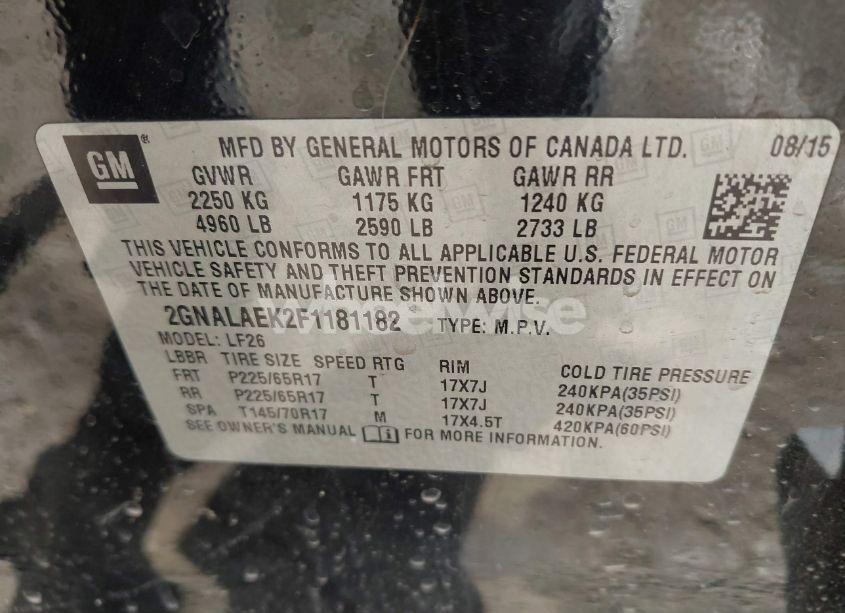 GM ® MFD BY GENERAL MOTORS OF CANADA LTD. 08/15
GVWR GAWR FRT GAWR RR
2250 KG 1175 KG 1240 KG
4960 LB 2590 LB 2733 LB
THIS VEHICLE CONFORMS TO ALL APPLICABLE U.S. FEDERAL MOTOR
VEHICLE SAFETY AND THEFT PREVENTION STANDARDS IN EFFECT ON
THE DATE OF MANUFACTURE SHOWN ABOVE.
2GNALAEK2F1181182 TYPE: M.P.V.
MODEL: LF26
LBBR TIRE SIZE SPEED RTG RIM COLD TIRE PRESSURE
FRT P225/65R17 T 17X7J 240KPA(35PSI)
RR P225/65R17 T 17X7J 240KPA(35PSI)
SPA T145/70R17 M 17X4.5T 420KPA(60PSI)
SEE OWNER'S MANUAL FOR MORE INFORMATION.